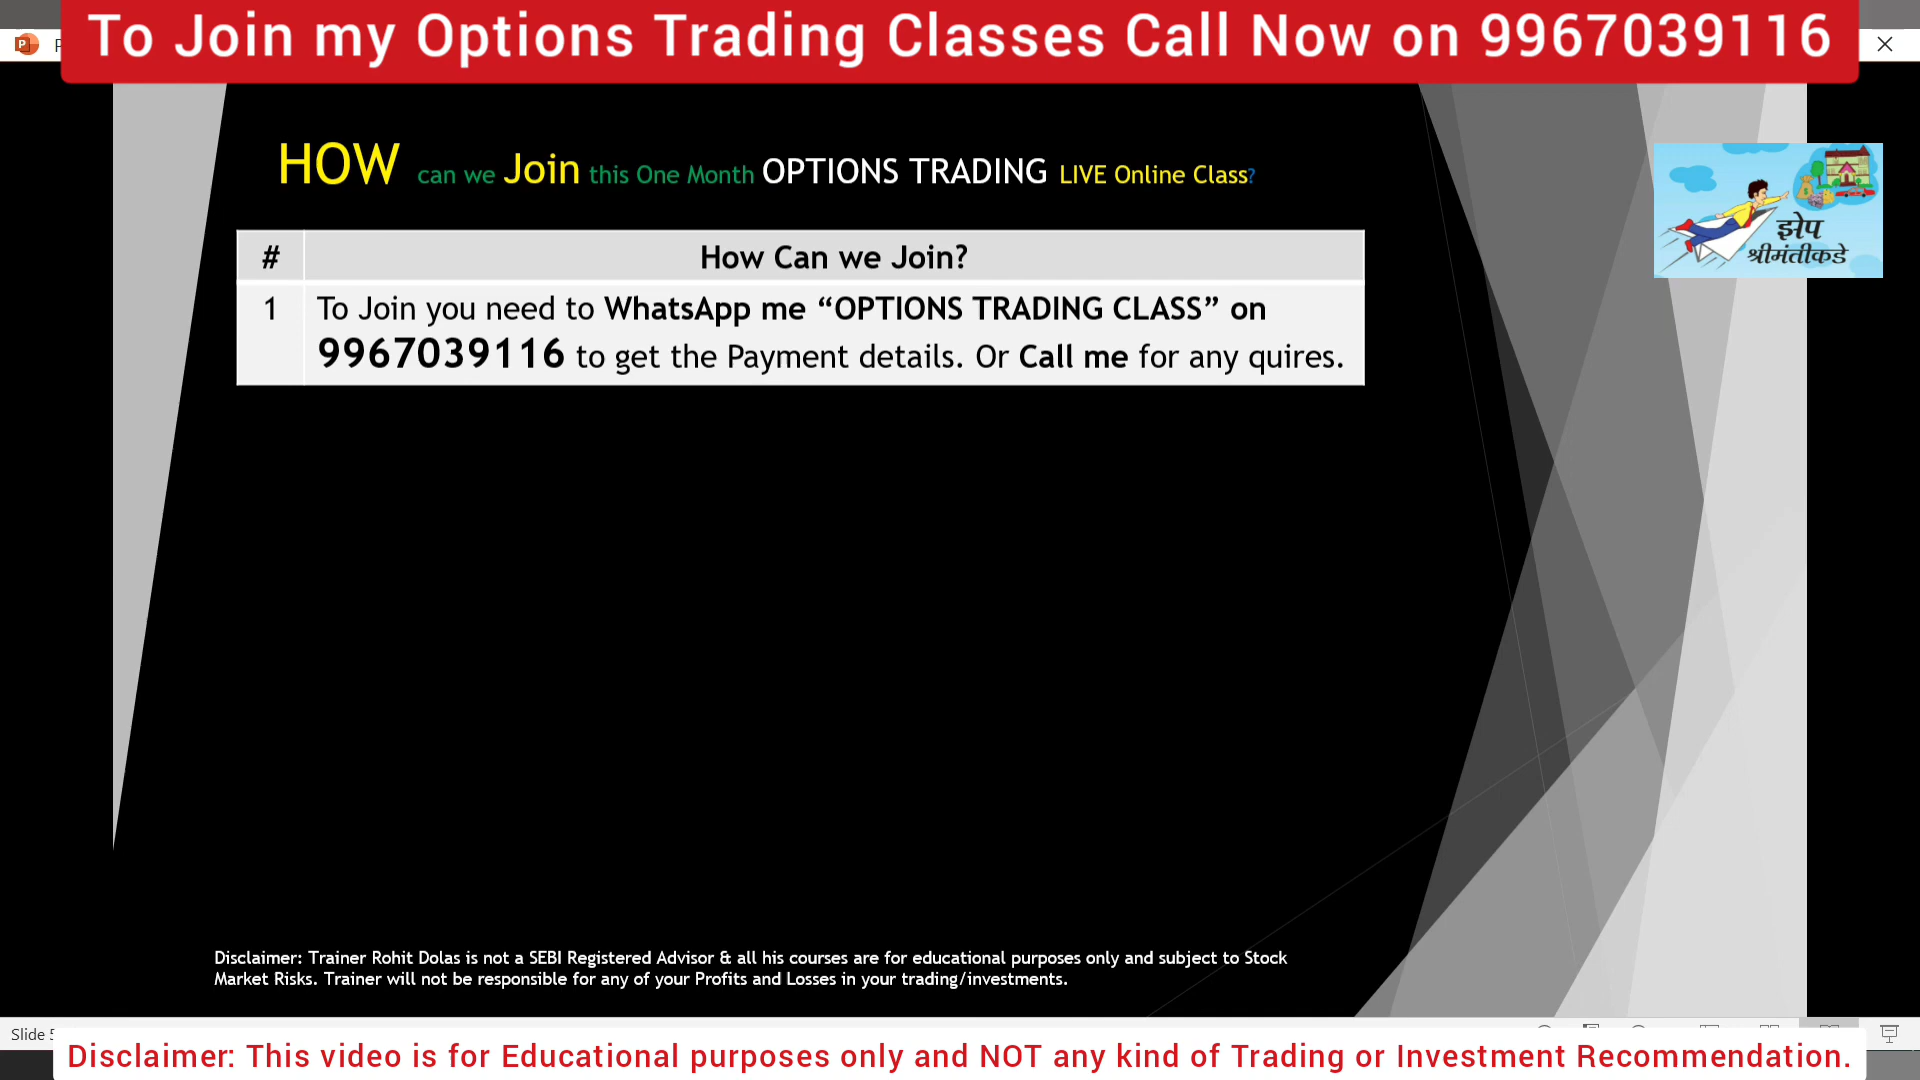 To Join my Options Trading Classes Call Now on 9967039116
P
HOW can we Join this One Month OPTIONS TRADING LIVE Online Class?
झेप
श्रीमंतीकडे
# How Can we Join?
1 To Join you need to WhatsApp me “OPTIONS TRADING CLASS” on
9967039116 to get the Payment details. Or Call me for any quires.
Disclaimer: Trainer Rohit Dolas is not a SEBI Registered Advisor & all his courses are for educational purposes only and subject to Stock
Market Risks. Trainer will not be responsible for any of your Profits and Losses in your trading/investments.
Slide 5
Disclaimer: This video is for Educational purposes only and NOT any kind of Trading or Investment Recommendation.